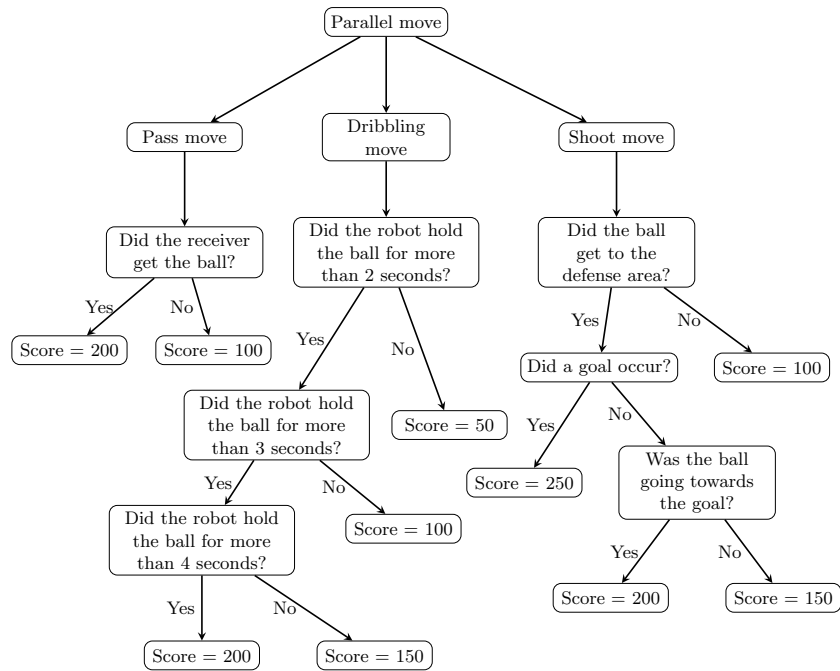 Parallel move
Pass move
Dribbling
move
Shoot move
Did the receiver
get the ball?
Did the robot hold
the ball for more
than 2 seconds?
Did the ball
get to the
defense area?
Yes
No
Score = 200
Score = 100
Yes
No
Yes
No
Did a goal occur?
Score = 100
Did the robot hold
the ball for more
than 3 seconds?
Score = 50
Yes
No
Score = 250
Was the ball
going towards
the goal?
Yes
No
Score = 100
Did the robot hold
the ball for more
than 4 seconds?
Yes
No
Score = 200
Score = 150
Yes
No
Score = 200
Score = 150